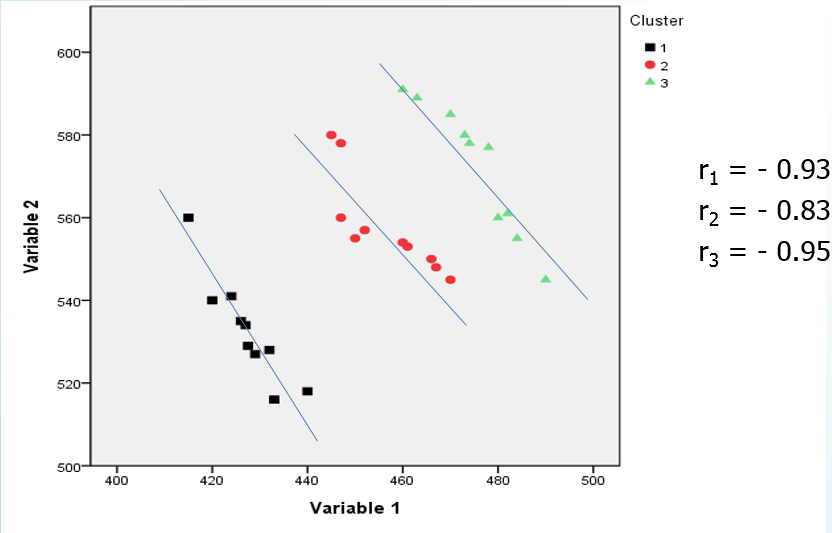 Cluster
1
2
3
600
580
560
540
520
500
400 420 440 460 480 500
Variable 2
Variable 1
r1 = - 0.93
r2 = - 0.83
r3 = - 0.95